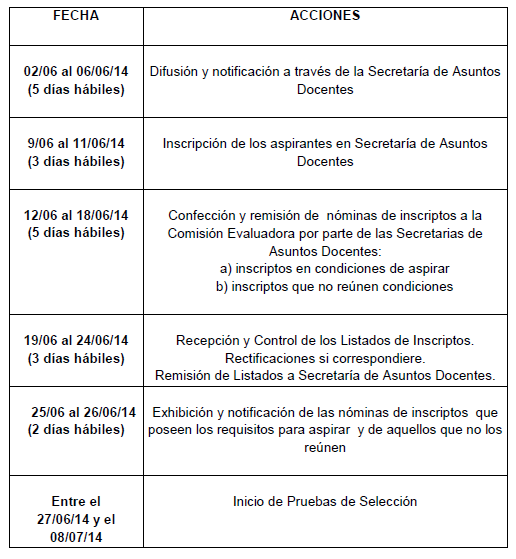 FECHA ACCIONES
02/06 al 06/06/14 Difusión y notificación a través de la Secretaría de Asuntos
(5 días hábiles) Docentes
9/06 al 11/06/14 Inscripción de los aspirantes en Secretaría de Asuntos
(3 días hábiles) Docentes
12/06 al 18/06/14 Confección y remisión de nóminas de inscriptos a la
(5 días hábiles) Comisión Evaluadora por parte de las Secretarias de
Asuntos Docentes:
a) inscriptos en condiciones de aspirar
b) inscriptos que no reúnen condiciones
19/06 al 24/06/14 Recepción y Control de los Listados de Inscriptos.
(3 días hábiles) Rectificaciones si correspondiere.
Remisión de Listados a Secretaría de Asuntos Docentes.
25/06 al 26/06/14 Exhibición y notificación de las nóminas de inscriptos que
(2 días hábiles) poseen los requisitos para aspirar y de aquellos que no los
reúnen
Entre el Inicio de Pruebas de Selección
27/06/14 y el
08/07/14